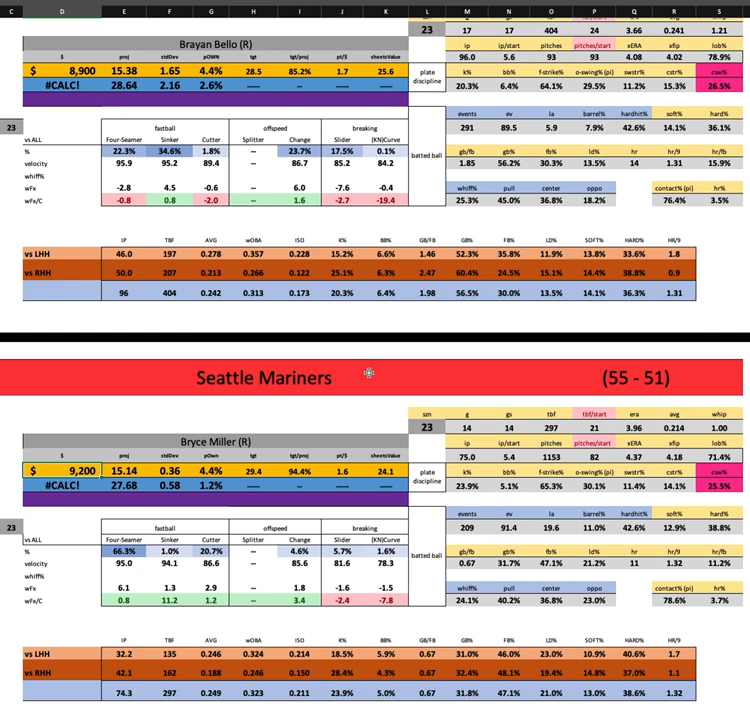 C D E F G H I J K L M N O P Q R S
23 17 17 404 24 3.66 0.241 1.21
Brayan Bello (R)
ip ip/start pitches pitches/start xERA xfip lob%
96.0 5.6 93 93 4.08 4.02 78.9%
$ proj stdDev pOWN tgt tgt/proj pt/$ sheetsValue
$ 8,900 15.38 1.65 4.4% 28.5 85.2% 1.7 25.6
plate discipline
k% bb% f-strike% o-swing% (pi) swstr% cstr% csw%
#CALC! 28.64 2.16 2.6% ----- -- ----- --
20.3% 6.4% 64.1% 29.5% 11.2% 15.3% 26.5%
events ev la barrel% hardhit% soft% hard%
23 291 89.5 5.9 7.9% 42.6% 14.1% 36.1%
fastball offspeed breaking
vs ALL Four-Seamer Sinker Cutter Splitter Change Slider (KN)Curve
batted ball
gb/fb gb% fb% ld% hr hr/9 hr/fb
% 22.3% 34.6% 1.8% -- 23.7% 17.5% 0.1%
1.85 56.2% 30.3% 13.5% 14 1.31 15.9%
velocity 95.9 95.2 89.4 86.7 85.2 84.2
whiff%
whiff% pull center oppo contact% (pi) hr%
wFx -2.8 4.5 -0.6 6.0 -7.6 -0.4
wFx/C -0.8 0.8 -2.0 -- 1.6 -2.7 -19.4
25.3% 45.0% 36.8% 18.2% 76.4% 3.5%
IP TBF AVG wOBA ISO K% BB% GB/FB GB% FB% LD% SOFT% HARD% HR/9
vs LHH 46.0 197 0.278 0.357 0.228 15.2% 6.6% 1.46 52.3% 35.8% 11.9% 13.8% 33.6% 1.8
vs RHH 50.0 207 0.213 0.266 0.122 25.1% 6.3% 2.47 60.4% 24.5% 15.1% 14.4% 38.8% 0.9
96 404 0.242 0.313 0.173 20.3% 6.4% 1.98 56.5% 30.0% 13.5% 14.1% 36.3% 1.31
Seattle Mariners (55 - 51)
szn g gs tbf tbf/start era avg whip
23 14 14 297 21 3.96 0.214 1.00
Bryce Miller (R)
ip ip/start pitches pitches/start xERA xfip lob%
75.0 5.4 1153 82 4.37 4.18 71.4%
$ proj stdDev pOwn tgt tgt/proj pt/$ sheetsValue
$ 9,200 15.14 0.36 4.4% 29.4 94.4% 1.6 24.1
plate discipline
k% bb% f-strike% o-swing% (pi) swstr% cstr% csw%
#CALC! 27.68 0.58 1.2% ----- -- ----- --
23.9% 5.1% 65.3% 30.1% 11.4% 14.1% 25.5%
events ev la barrel% hardhit% soft% hard%
23 209 91.4 19.6 11.0% 42.6% 12.9% 38.8%
fastball offspeed breaking
vs ALL Four-Seamer Sinker Cutter Splitter Change Slider (KN)Curve
batted ball
gb/fb gb% fb% ld% hr hr/9 hr/fb
% 66.3% 1.0% 20.7% -- 4.6% 5.7% 1.6%
0.67 31.7% 47.1% 21.2% 11 1.32 11.2%
velocity 95.0 94.1 86.6 85.6 81.6 78.3
whiff%
whiff% pull center oppo contact% (pi) hr%
wFx 6.1 1.3 2.9 1.8 -1.6 -1.5
wFx/C 0.8 11.2 1.2 -- 3.4 -2.4 -7.8
24.1% 40.2% 36.8% 23.0% 78.6% 3.7%
IP TBF AVG wOBA ISO K% BB% GB/FB GB% FB% LD% SOFT% HARD% HR/9
vs LHH 32.2 135 0.246 0.324 0.214 18.5% 5.9% 0.67 31.0% 46.0% 23.0% 10.9% 40.6% 1.7
vs RHH 42.1 162 0.188 0.246 0.150 28.4% 4.3% 0.67 32.4% 48.1% 19.4% 14.8% 37.0% 1.1
74.3 297 0.249 0.323 0.211 23.9% 5.0% 0.67 31.8% 47.1% 21.0% 13.0% 38.6% 1.32